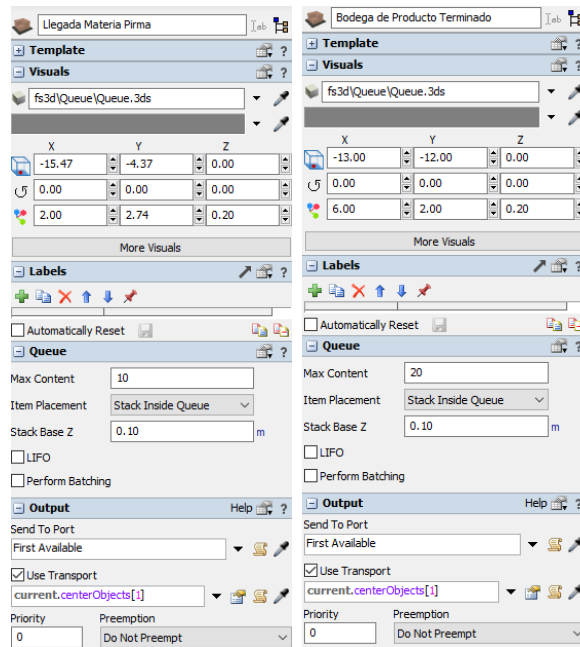 Llegada Materia Pirma
Template
?
Visuals
?
fs3d\Queue\Queue.3ds
X Y Z
-15.47 -4.37 0.00
0.00 0.00 0.00
2.00 2.74 0.20
More Visuals
Labels
?
Automatically Reset
Queue
?
Max Content 10
Item Placement Stack Inside Queue
Stack Base Z 0.10 m
LIFO
Perform Batching
Output Help ?
Send To Port
First Available
Use Transport
current.centerObjects[1]
Priority Preemption
0 Do Not Preempt
Bodega de Producto Terminado
Template
?
Visuals
?
fs3d\Queue\Queue.3ds
X Y Z
-13.00 -12.00 0.00
0.00 0.00 0.00
6.00 2.00 0.20
More Visuals
Labels
?
Automatically Reset
Queue
?
Max Content 20
Item Placement Stack Inside Queue
Stack Base Z 0.10 m
LIFO
Perform Batching
Output Help ?
Send To Port
First Available
Use Transport
current.centerObjects[1]
Priority Preemption
0 Do Not Preempt